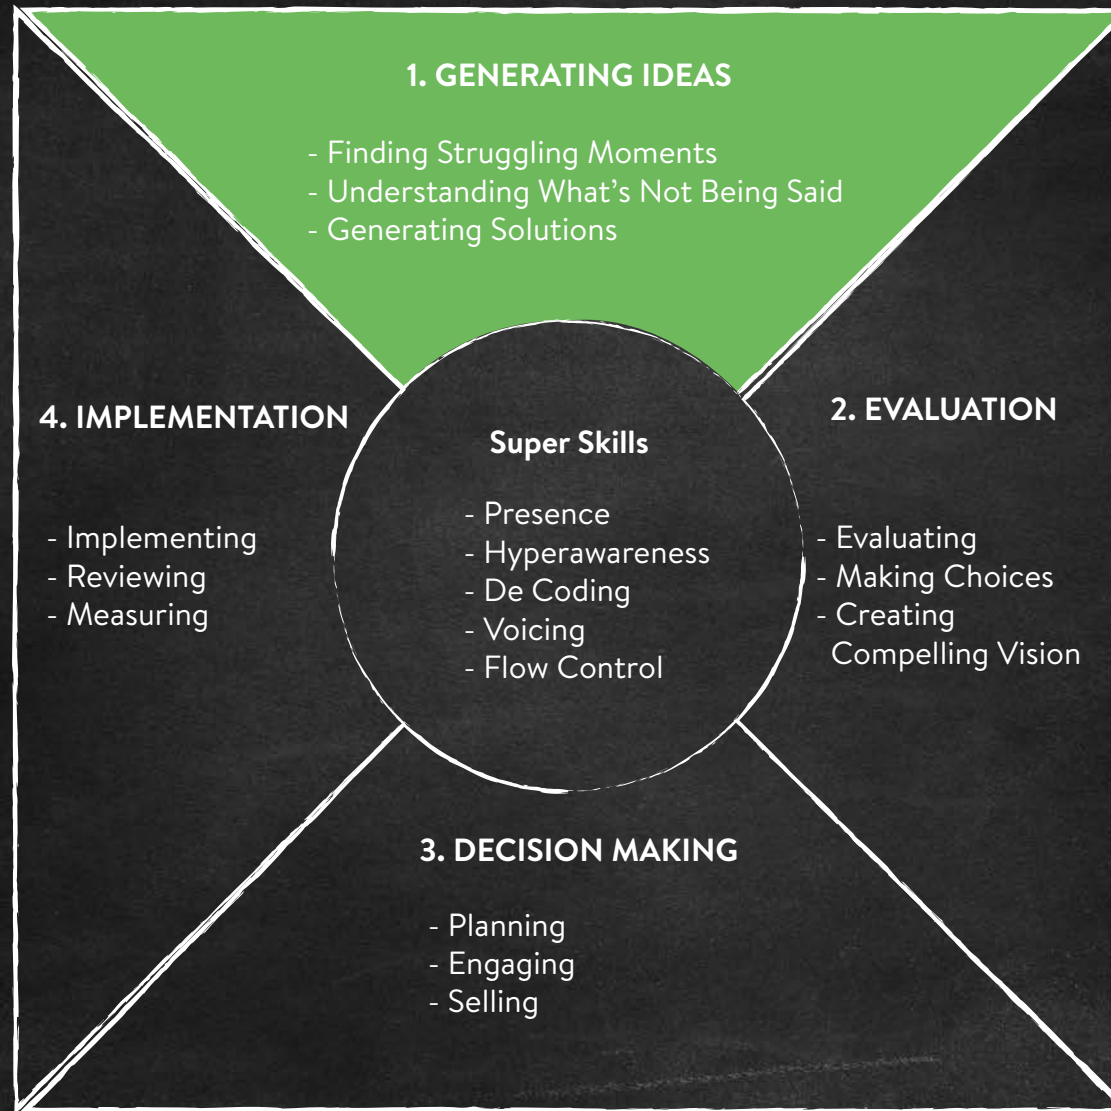 1. GENERATING IDEAS
- Finding Struggling Moments
- Understanding What’s Not Being Said
- Generating Solutions
2. EVALUATION
- Evaluating
- Making Choices
- Creating
Compelling Vision
3. DECISION MAKING
- Planning
- Engaging
- Selling
4. IMPLEMENTATION
- Implementing
- Reviewing
- Measuring
Super Skills
- Presence
- Hyperawareness
- De Coding
- Voicing
- Flow Control